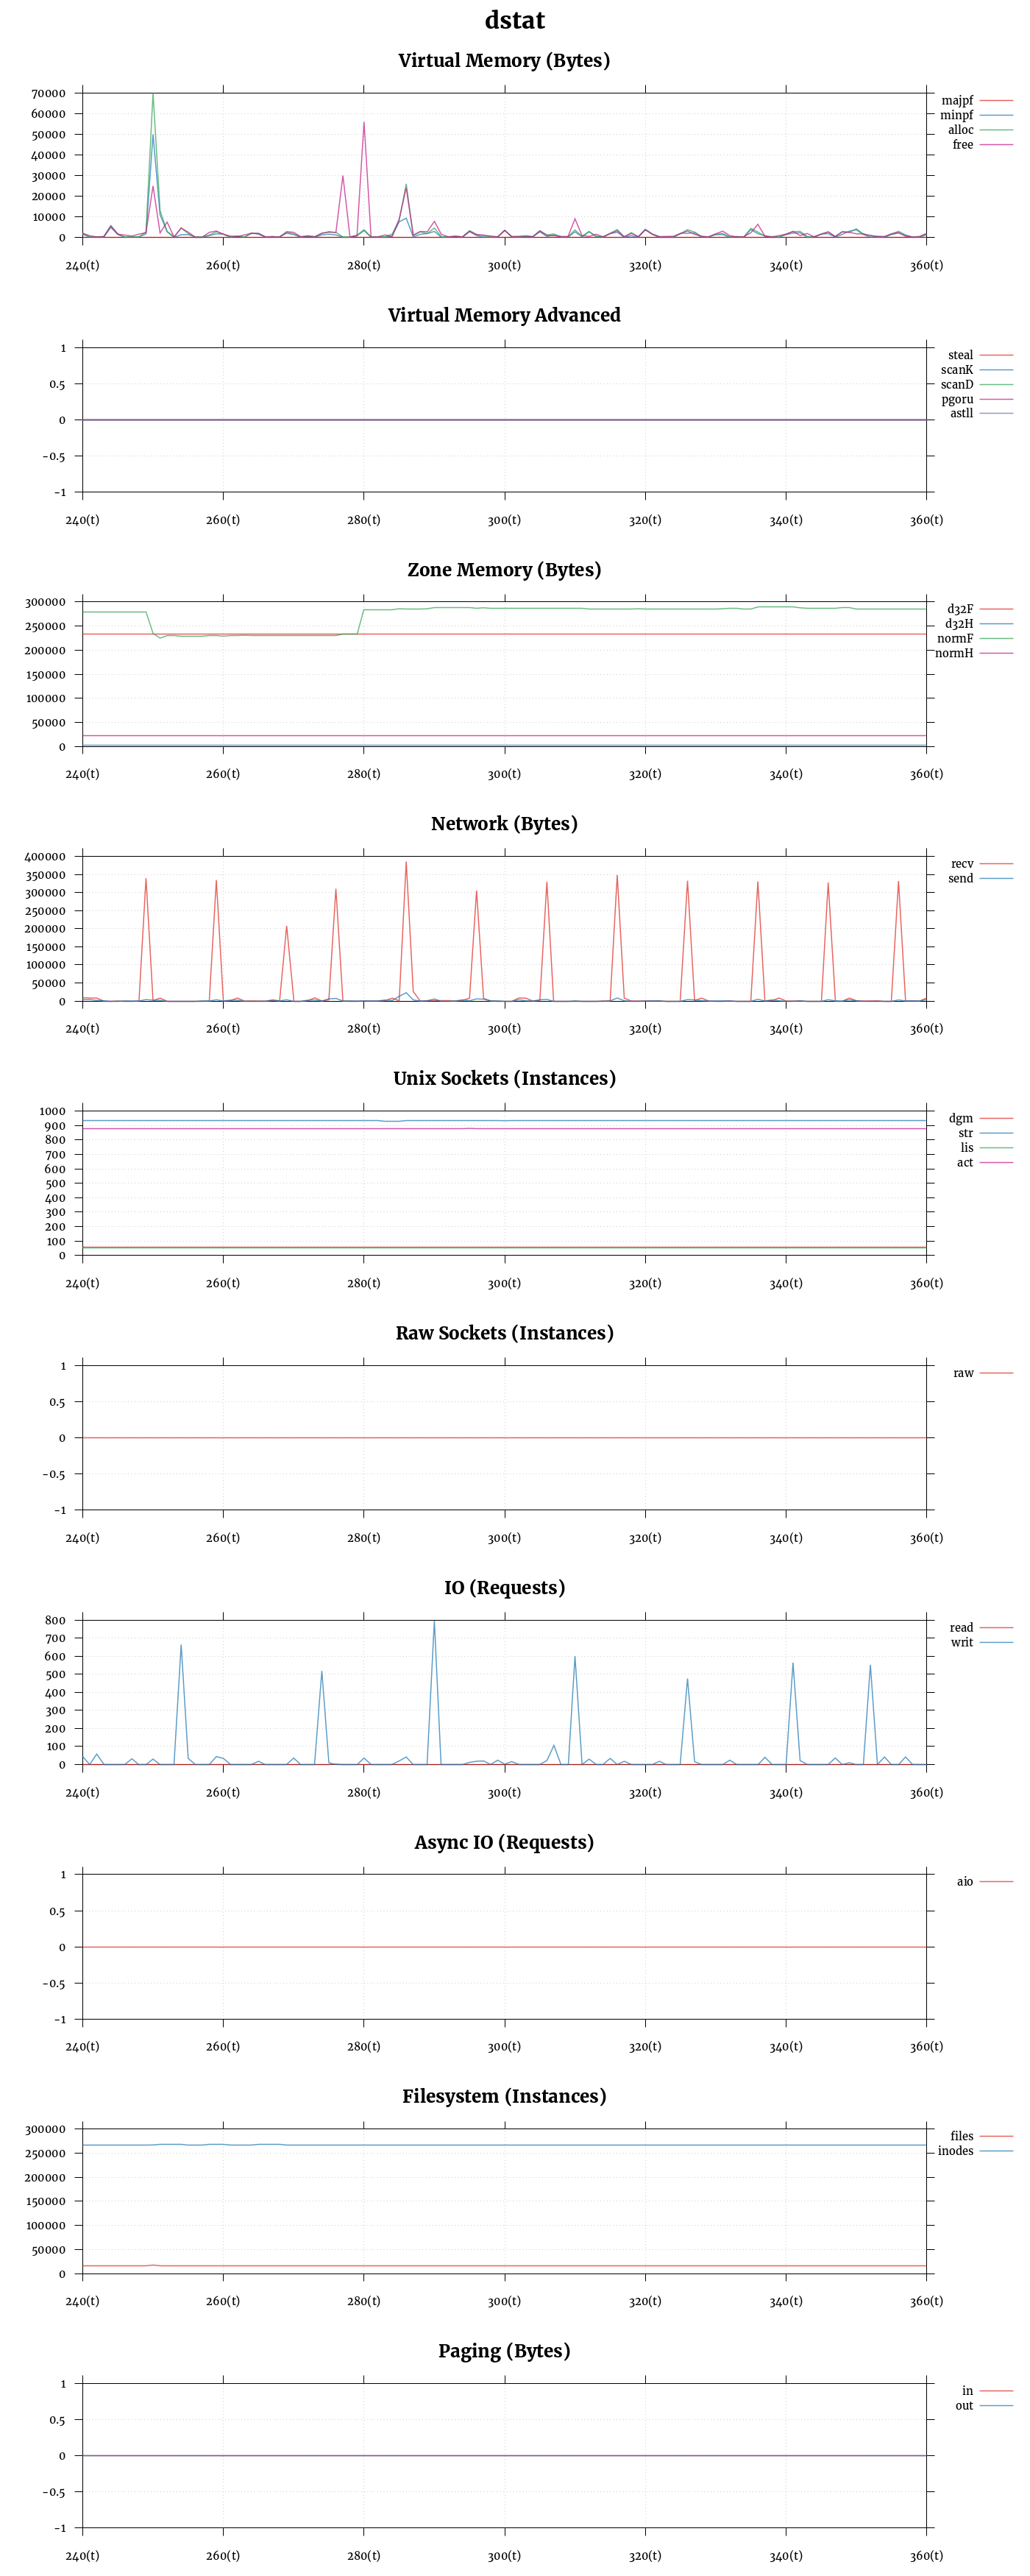 dstat
Virtual Memory (Bytes)
70000
60000
50000
40000
30000
20000
10000
0
240(t) 260(t) 280(t) 300(t) 320(t) 340(t) 360(t)
majpf
minpf
alloc
free
Virtual Memory Advanced
1
0.5
0
-0.5
-1
240(t) 260(t) 280(t) 300(t) 320(t) 340(t) 360(t)
steal
scanK
scanD
pgoru
astll
Zone Memory (Bytes)
300000
250000
200000
150000
100000
50000
0
240(t) 260(t) 280(t) 300(t) 320(t) 340(t) 360(t)
d32F
d32H
normF
normH
Network (Bytes)
400000
350000
300000
250000
200000
150000
100000
50000
0
240(t) 260(t) 280(t) 300(t) 320(t) 340(t) 360(t)
recv
send
Unix Sockets (Instances)
1000
900
800
700
600
500
400
300
200
100
0
240(t) 260(t) 280(t) 300(t) 320(t) 340(t) 360(t)
dgm
str
lis
act
Raw Sockets (Instances)
1
0.5
0
-0.5
-1
240(t) 260(t) 280(t) 300(t) 320(t) 340(t) 360(t)
raw
IO (Requests)
800
700
600
500
400
300
200
100
0
240(t) 260(t) 280(t) 300(t) 320(t) 340(t) 360(t)
read
writ
Async IO (Requests)
1
0.5
0
-0.5
-1
240(t) 260(t) 280(t) 300(t) 320(t) 340(t) 360(t)
aio
Filesystem (Instances)
300000
250000
200000
150000
100000
50000
0
240(t) 260(t) 280(t) 300(t) 320(t) 340(t) 360(t)
files
inodes
Paging (Bytes)
1
0.5
0
-0.5
-1
240(t) 260(t) 280(t) 300(t) 320(t) 340(t) 360(t)
in
out